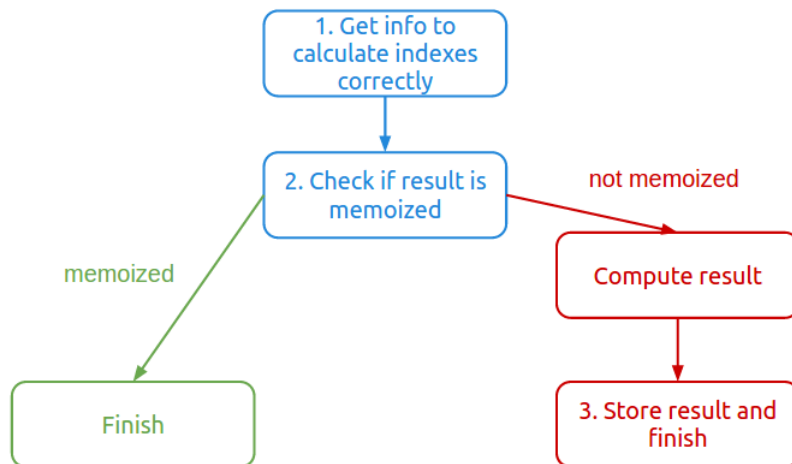 1. Get info to
calculate indexes
correctly
2. Check if result is
memoized
not memoized
memoized
Compute result
Finish
3. Store result and
finish